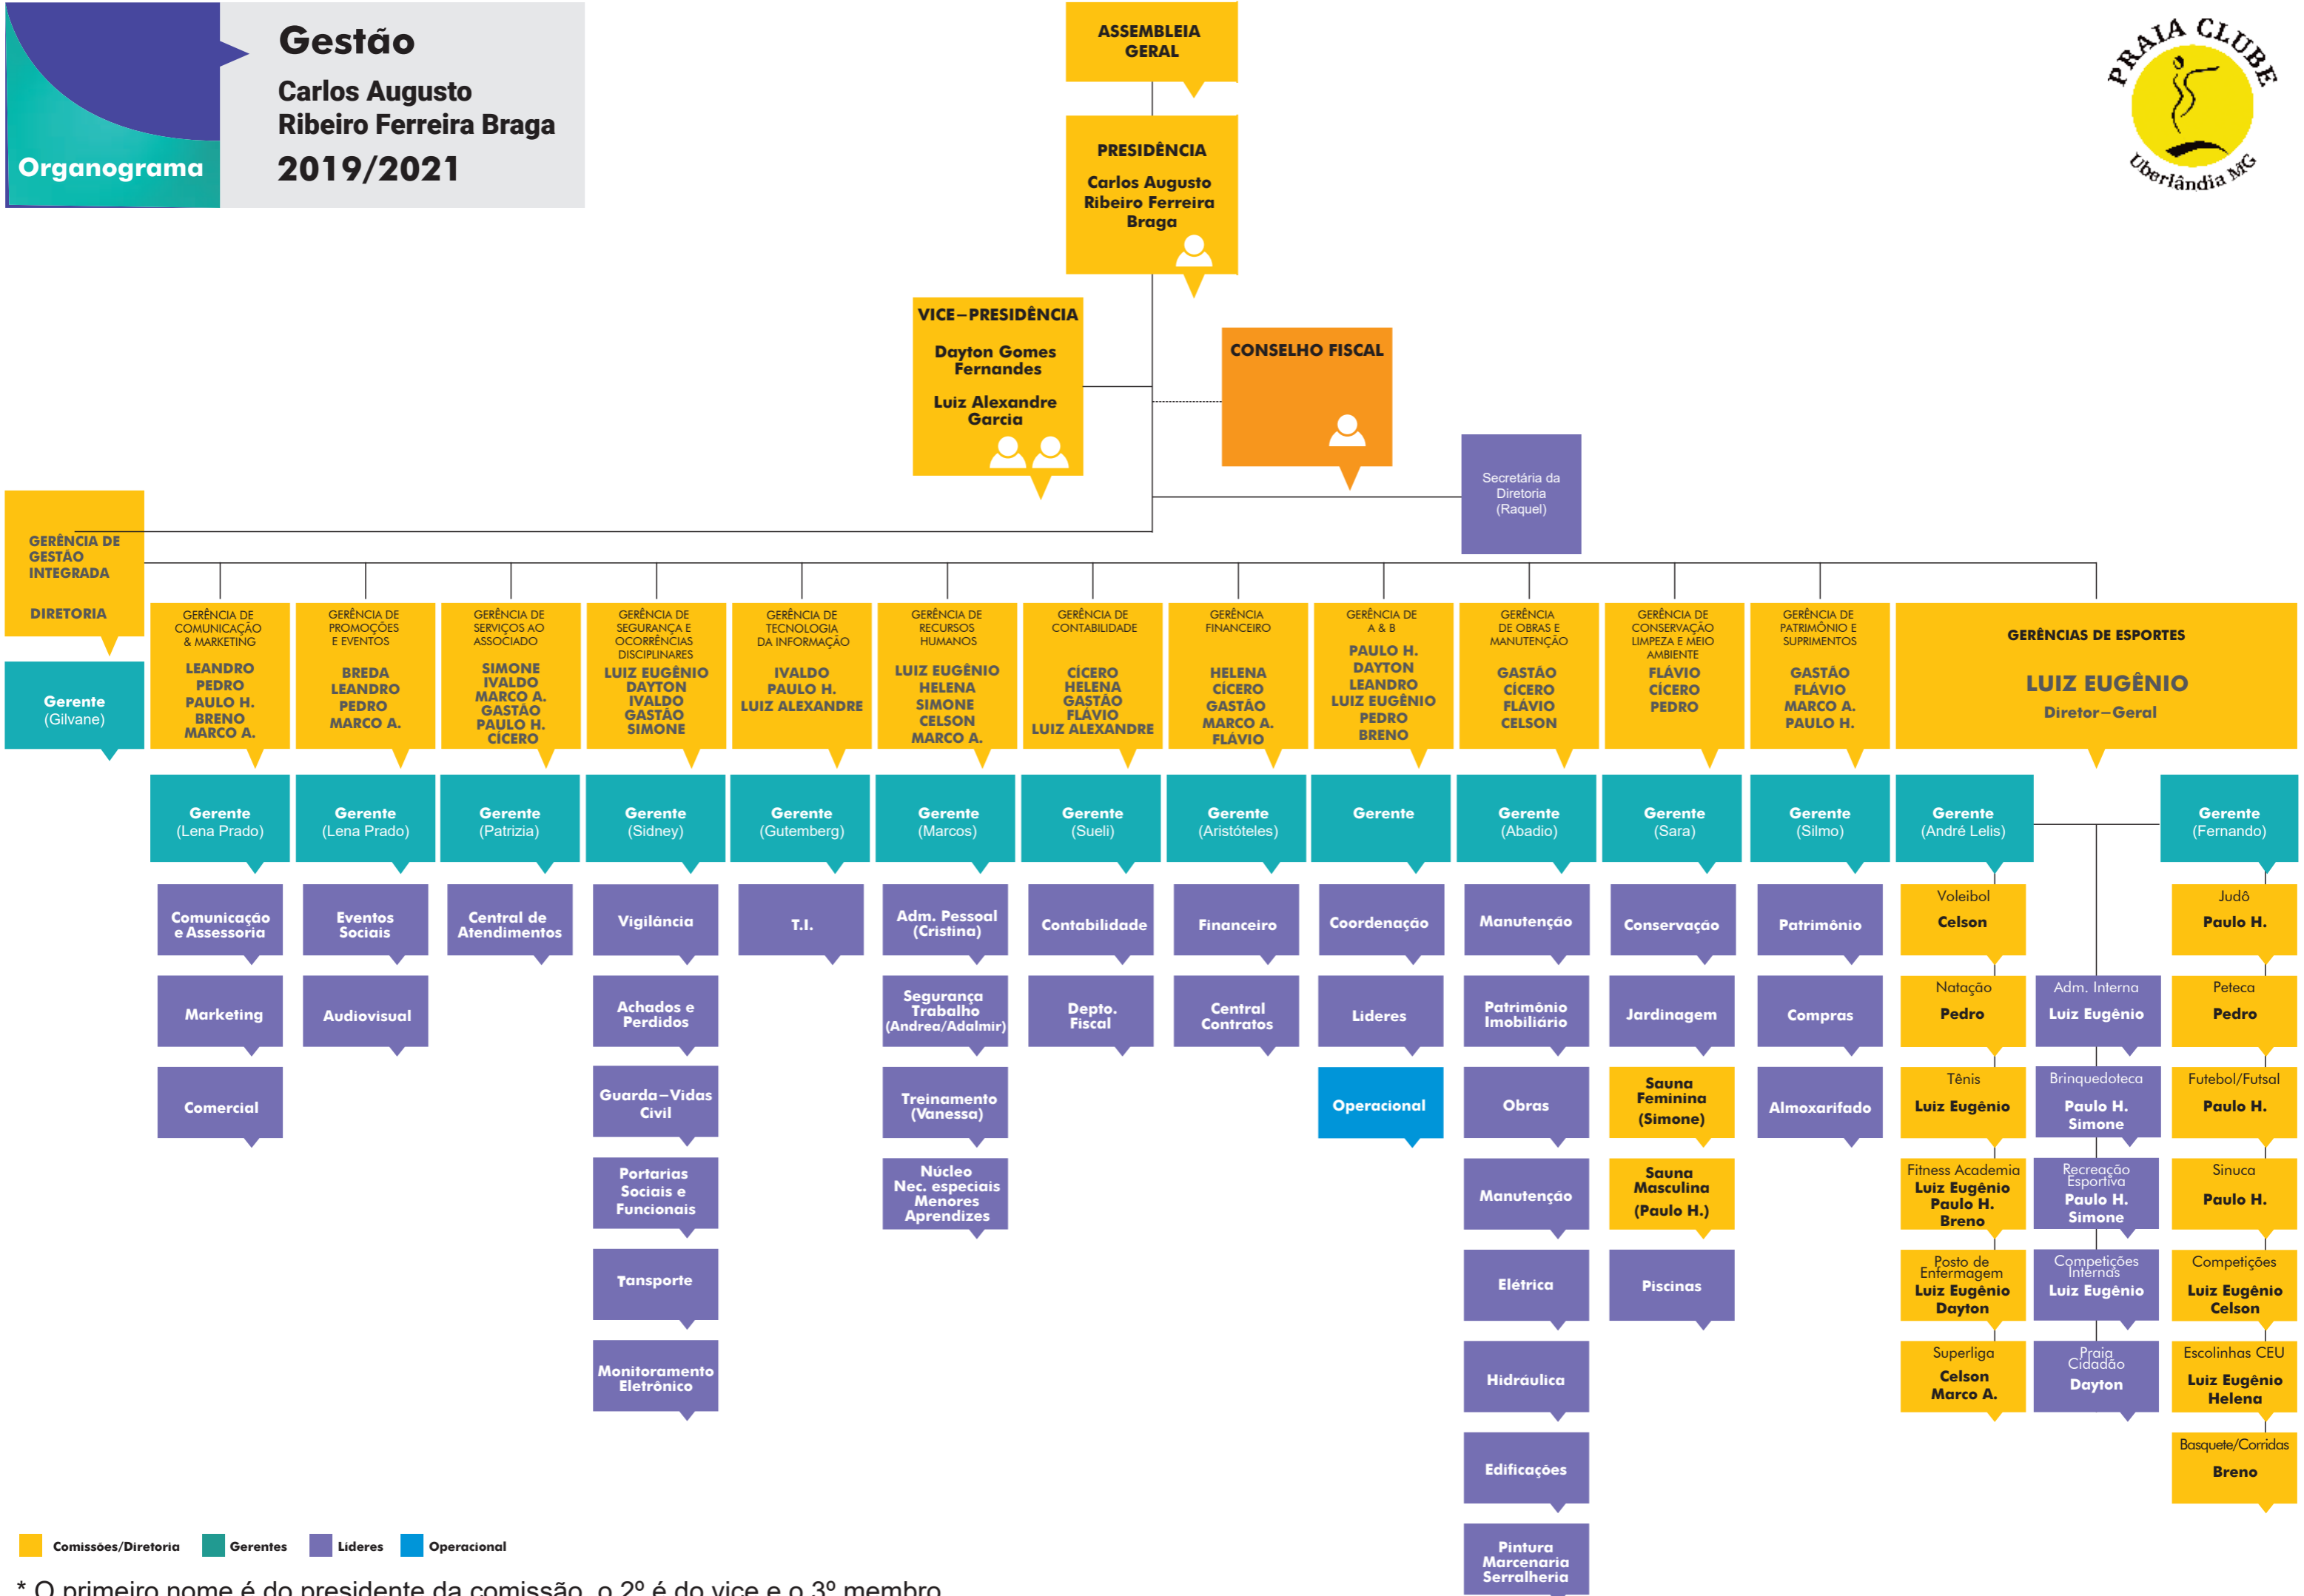 Organograma
Gestão
Carlos Augusto
Ribeiro Ferreira Braga
2019/2021
PRAIA CLUBE
Uberlândia MG
ASSEMBLEIA
GERAL
PRESIDÊNCIA
Carlos Augusto
Ribeiro Ferreira
Braga
VICE–PRESIDÊNCIA
Dayton Gomes
Fernandes
Luiz Alexandre
Garcia
CONSELHO FISCAL
Secretária da
Diretoria
(Raquel)
GERÊNCIA DE
GESTÃO
INTEGRADA
DIRETORIA
Gerente
(Gilvane)
GERÊNCIA DE
COMUNICAÇÃO
& MARKETING
LEANDRO
PEDRO
PAULO H.
BRENO
MARCO A.
GERÊNCIA DE
PROMOÇÕES
E EVENTOS
BREDA
LEANDRO
PEDRO
MARCO A.
GERÊNCIA DE
SERVIÇOS AO
ASSOCIADO
SIMONE
IVALDO
MARCO A.
GASTÃO
PAULO H.
CÍCERO
GERÊNCIA DE
SEGURANÇA E
OCORRÊNCIAS
DISCIPLINARES
LUIZ EUGÊNIO
DAYTON
IVALDO
GASTÃO
SIMONE
GERÊNCIA DE
TECNOLOGIA
DA INFORMAÇÃO
IVALDO
PAULO H.
LUIZ ALEXANDRE
GERÊNCIA DE
RECURSOS
HUMANOS
LUIZ EUGÊNIO
HELENA
SIMONE
CELSON
MARCO A.
GERÊNCIA DE
CONTABILIDADE
CÍCERO
HELENA
GASTÃO
FLÁVIO
LUIZ ALEXANDRE
GERÊNCIA
FINANCEIRO
HELENA
CÍCERO
GASTÃO
MARCO A.
FLÁVIO
GERÊNCIA DE
A & B
PAULO H.
DAYTON
LEANDRO
LUIZ EUGÊNIO
PEDRO
BRENO
GERÊNCIA
DE OBRAS E
MANUTENÇÃO
GASTÃO
CÍCERO
FLÁVIO
CELSON
GERÊNCIA DE
CONSERVAÇÃO
LIMPEZA E MEIO
AMBIENTE
FLÁVIO
CÍCERO
PEDRO
GERÊNCIA DE
PATRIMÔNIO E
SUPRIMENTOS
GASTÃO
FLÁVIO
MARCO A.
PAULO H.
GERÊNCIAS DE ESPORTES
LUIZ EUGÊNIO
Diretor–Geral
Gerente
(Lena Prado)
Gerente
(Lena Prado)
Gerente
(Patrizia)
Gerente
(Sidney)
Gerente
(Gutemberg)
Gerente
(Marcos)
Gerente
(Sueli)
Gerente
(Aristóteles)
Gerente
Gerente
(Abadio)
Gerente
(Sara)
Gerente
(Silmo)
Gerente
(André Lelis)
Gerente
(Fernando)
Comunicação
e Assessoria
Marketing
Comercial
Eventos
Sociais
Audiovisual
Central de
Atendimentos
Vigilância
Achados e
Perdidos
Guarda–Vidas
Civil
Portarias
Sociais e
Funcionais
Tansporte
Monitoramento
Eletrônico
T.I.
Adm. Pessoal
(Cristina)
Segurança
Trabalho
(Andrea/Adalmir)
Treinamento
(Vanessa)
Núcleo
Nec. especiais
Menores
Aprendizes
Contabilidade
Depto.
Fiscal
Financeiro
Central
Contratos
Coordenação
Lideres
Operacional
Manutenção
Patrimônio
Imobiliário
Obras
Manutenção
Elétrica
Hidráulica
Edificações
Pintura
Marcenaria
Serralheria
Conservação
Jardinagem
Sauna
Feminina
(Simone)
Sauna
Masculina
(Paulo H.)
Piscinas
Patrimônio
Compras
Almoxarifado
Voleibol
Celson
Natação
Pedro
Tênis
Luiz Eugênio
Fitness Academia
Luiz Eugênio
Paulo H.
Breno
Posto de
Enfermagem
Luiz Eugênio
Dayton
Superliga
Celson
Marco A.
Adm. Interna
Luiz Eugênio
Brinquedoteca
Paulo H.
Simone
Recreação
Esportiva
Paulo H.
Simone
Competições
Internas
Luiz Eugênio
Praia
Cidadão
Dayton
Judô
Paulo H.
Peteca
Pedro
Futebol/Futsal
Paulo H.
Sinuca
Paulo H.
Competições
Luiz Eugênio
Celson
Escolinhas CEU
Luiz Eugênio
Helena
Basquete/Corridas
Breno
Comissões/Diretoria
Gerentes
Lideres
Operacional
* O primeiro nome é do presidente da comissão, o 2º é do vice e o 3º membro